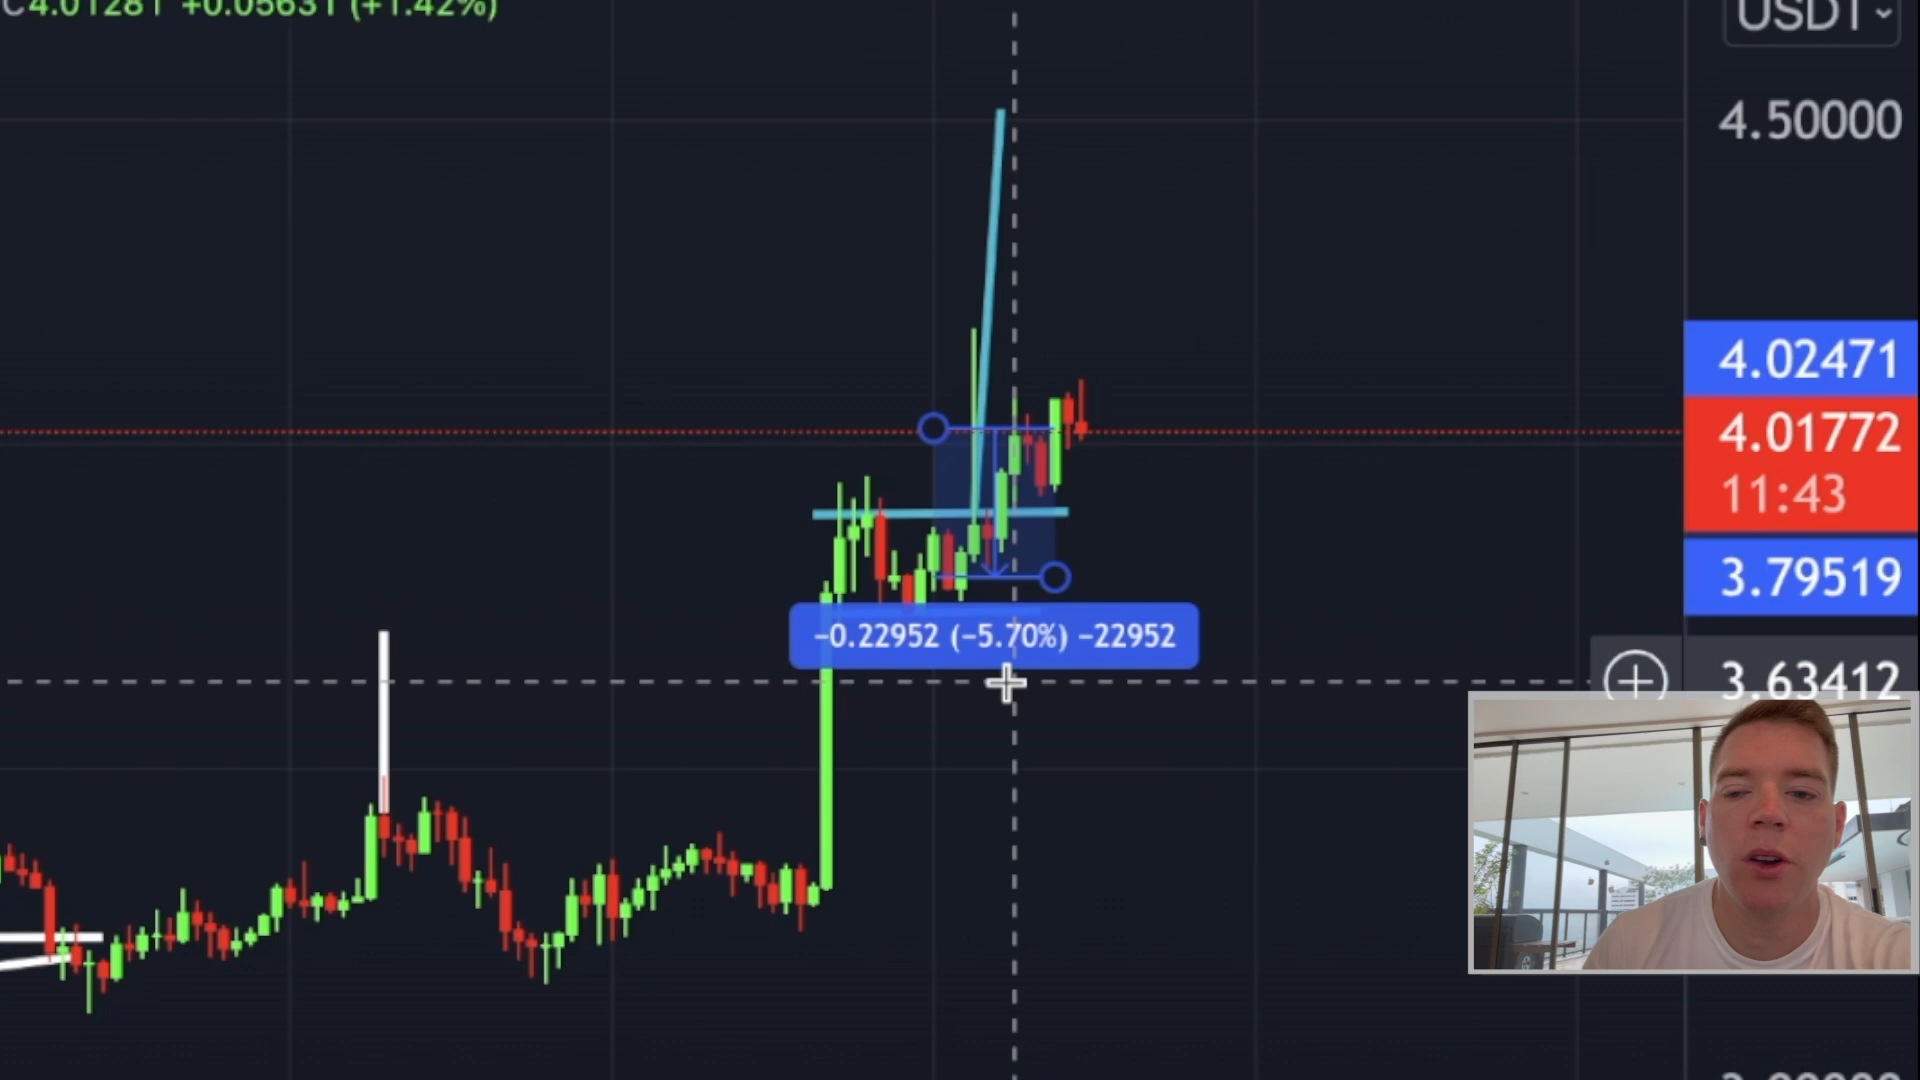 C4.01281 +0.05631 (+1.42%)
USDT
4.50000
4.02471
4.01772
11:43
3.79519
−0.22952 (−5.70%) −22952
3.63412